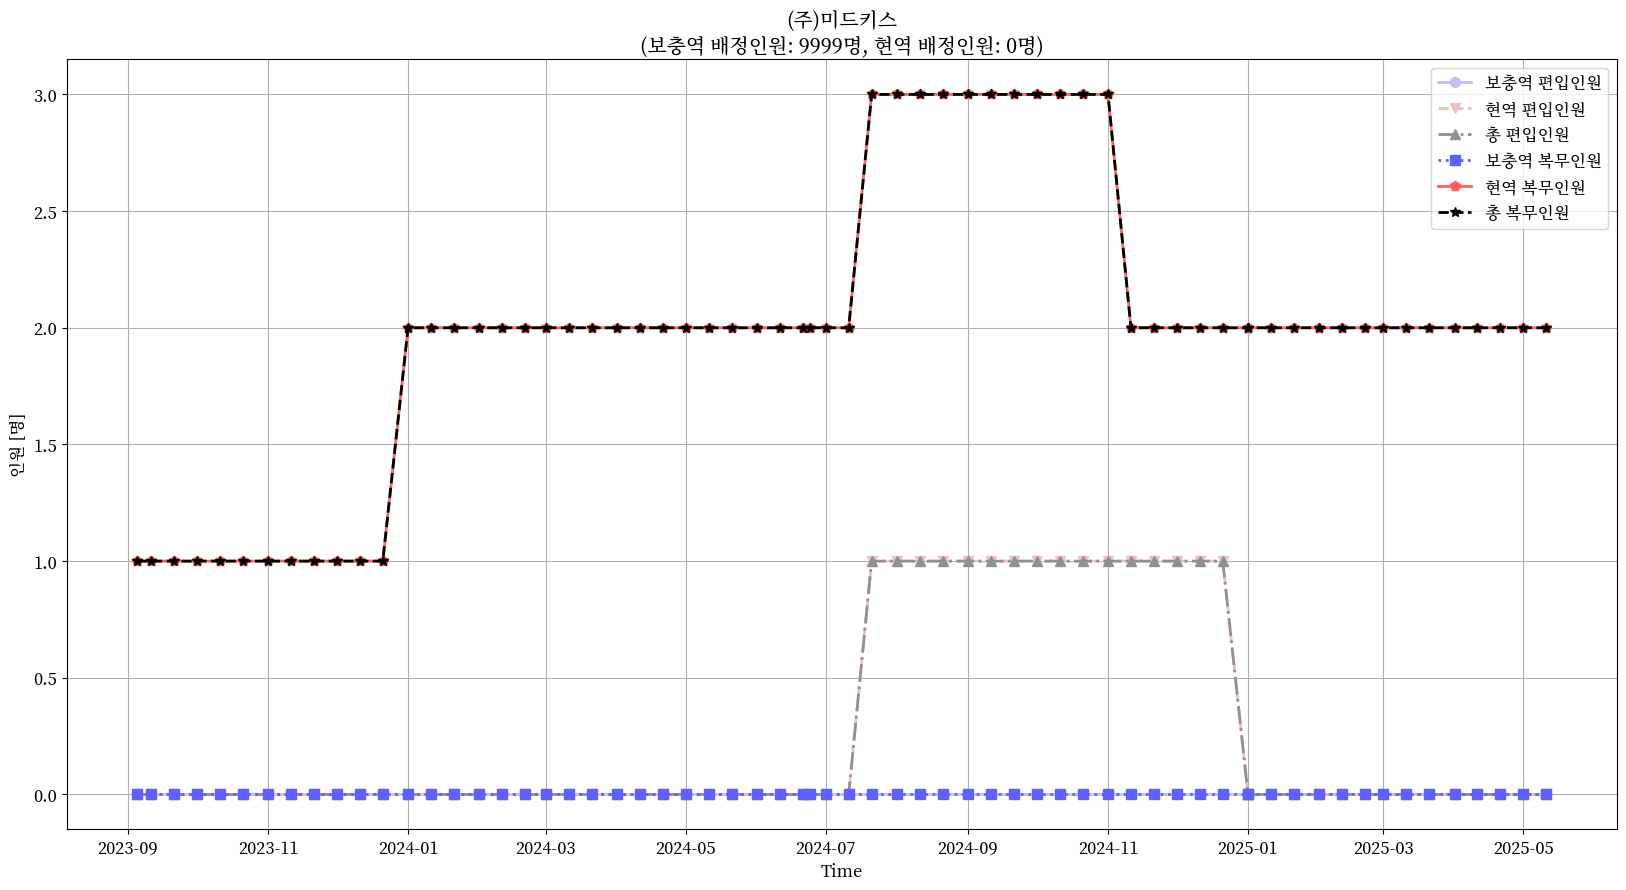 (주)미드키스
(보충역 배정인원: 9999명, 현역 배정인원: 0명)
보충역 편입인원
현역 편입인원
총 편입인원
보충역 복무인원
현역 복무인원
총 복무인원
인원 [명]
3.0
2.5
2.0
1.5
1.0
0.5
0.0
2023-09
2023-11
2024-01
2024-03
2024-05
2024-07
2024-09
2024-11
2025-01
2025-03
2025-05
Time